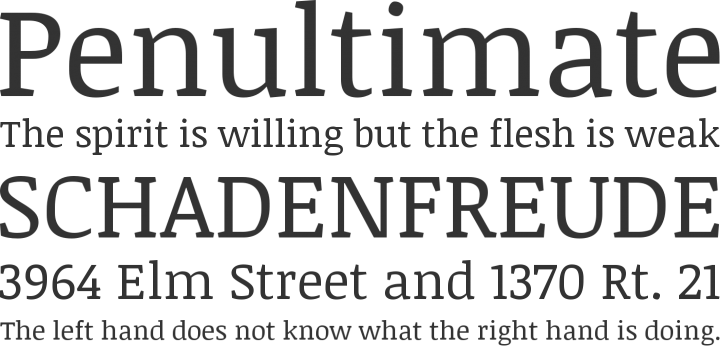 Penultimate
The spirit is willing but the flesh is weak
SCHADENFREUDE
3964 Elm Street and 1370 Rt. 21
The left hand does not know what the right hand is doing.